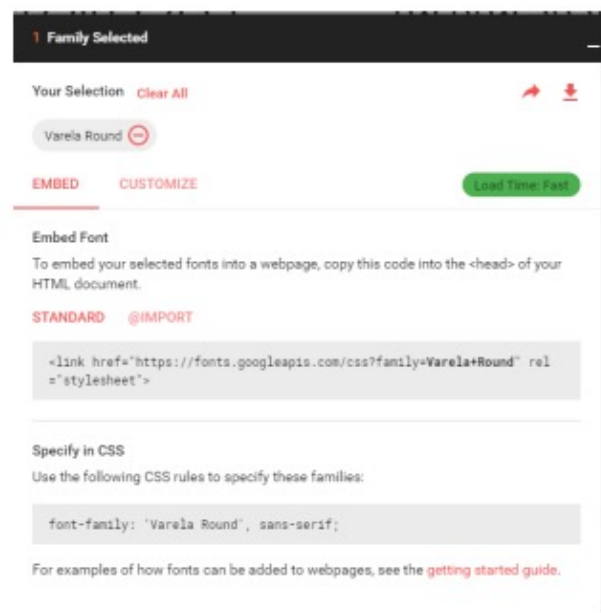 1 Family Selected
Your Selection Clear All
Varela Round
EMBED CUSTOMIZE Load Time: Fast
Embed Font
To embed your selected fonts into a webpage, copy this code into the <head> of your
HTML document.
STANDARD @IMPORT
<link href="https://fonts.googleapis.com/css?family=Varela+Round" rel
="stylesheet">
Specify in CSS
Use the following CSS rules to specify these families:
font-family: 'Varela Round', sans-serif;
For examples of how fonts can be added to webpages, see the getting started guide.